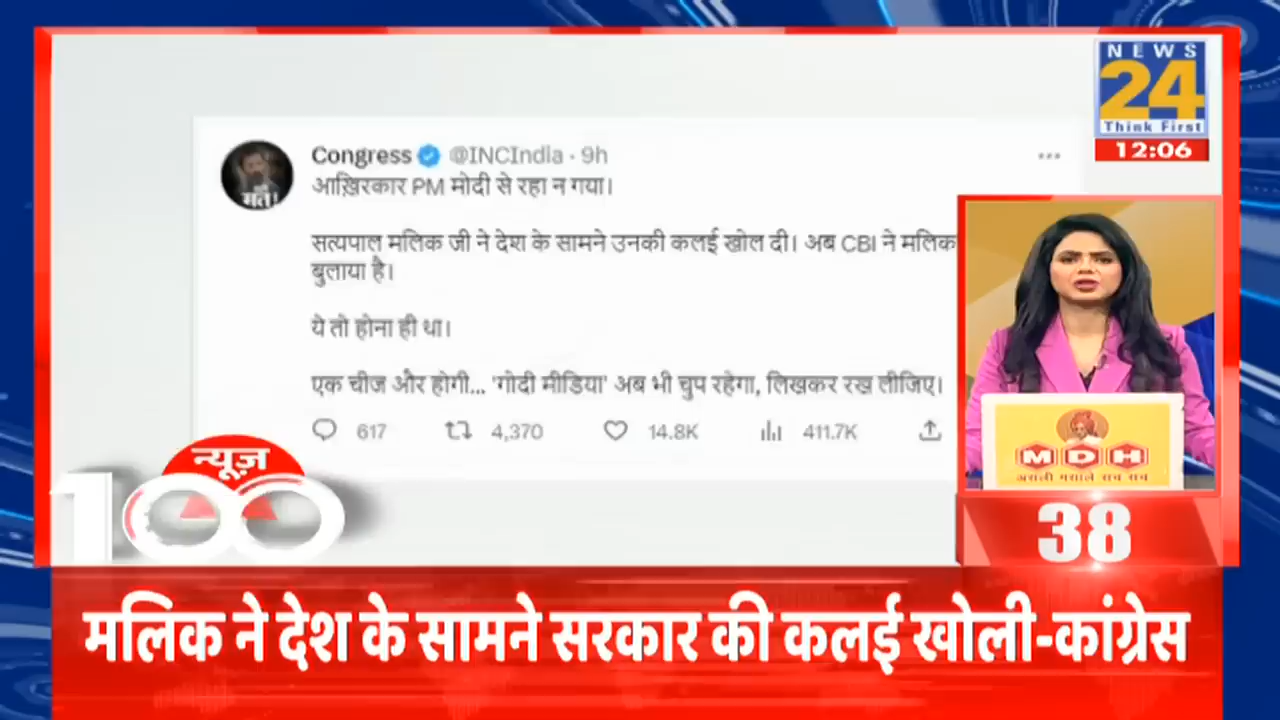 NEWS
24
Think First
12:06
Congress @INCIndia · 9h
आख़िरकार PM मोदी से रहा न गया।
सत्यपाल मलिक जी ने देश के सामने उनकी कलई खोल दी। अब CBI ने मलिक
बुलाया है।
ये तो होना ही था।
एक चीज और होगी... 'गोदी मीडिया' अब भी चुप रहेगा, लिखकर रख लीजिए।
617 4,370 14.8K 411.7K
मत।
MDH
असली मसाले सच सच
न्यूज़
100
38
मलिक ने देश के सामने सरकार की कलई खोली-कांग्रेस